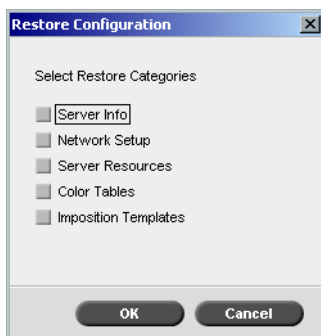 Restore Configuration
Select Restore Categories
Server Info
Network Setup
Server Resources
Color Tables
Imposition Templates
OK
Cancel